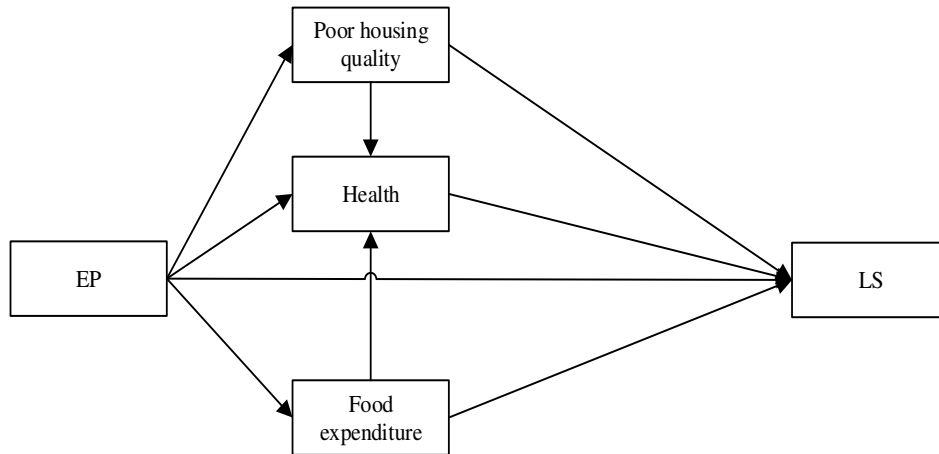 Poor housing
quality
Health
EP
LS
Food
expenditure